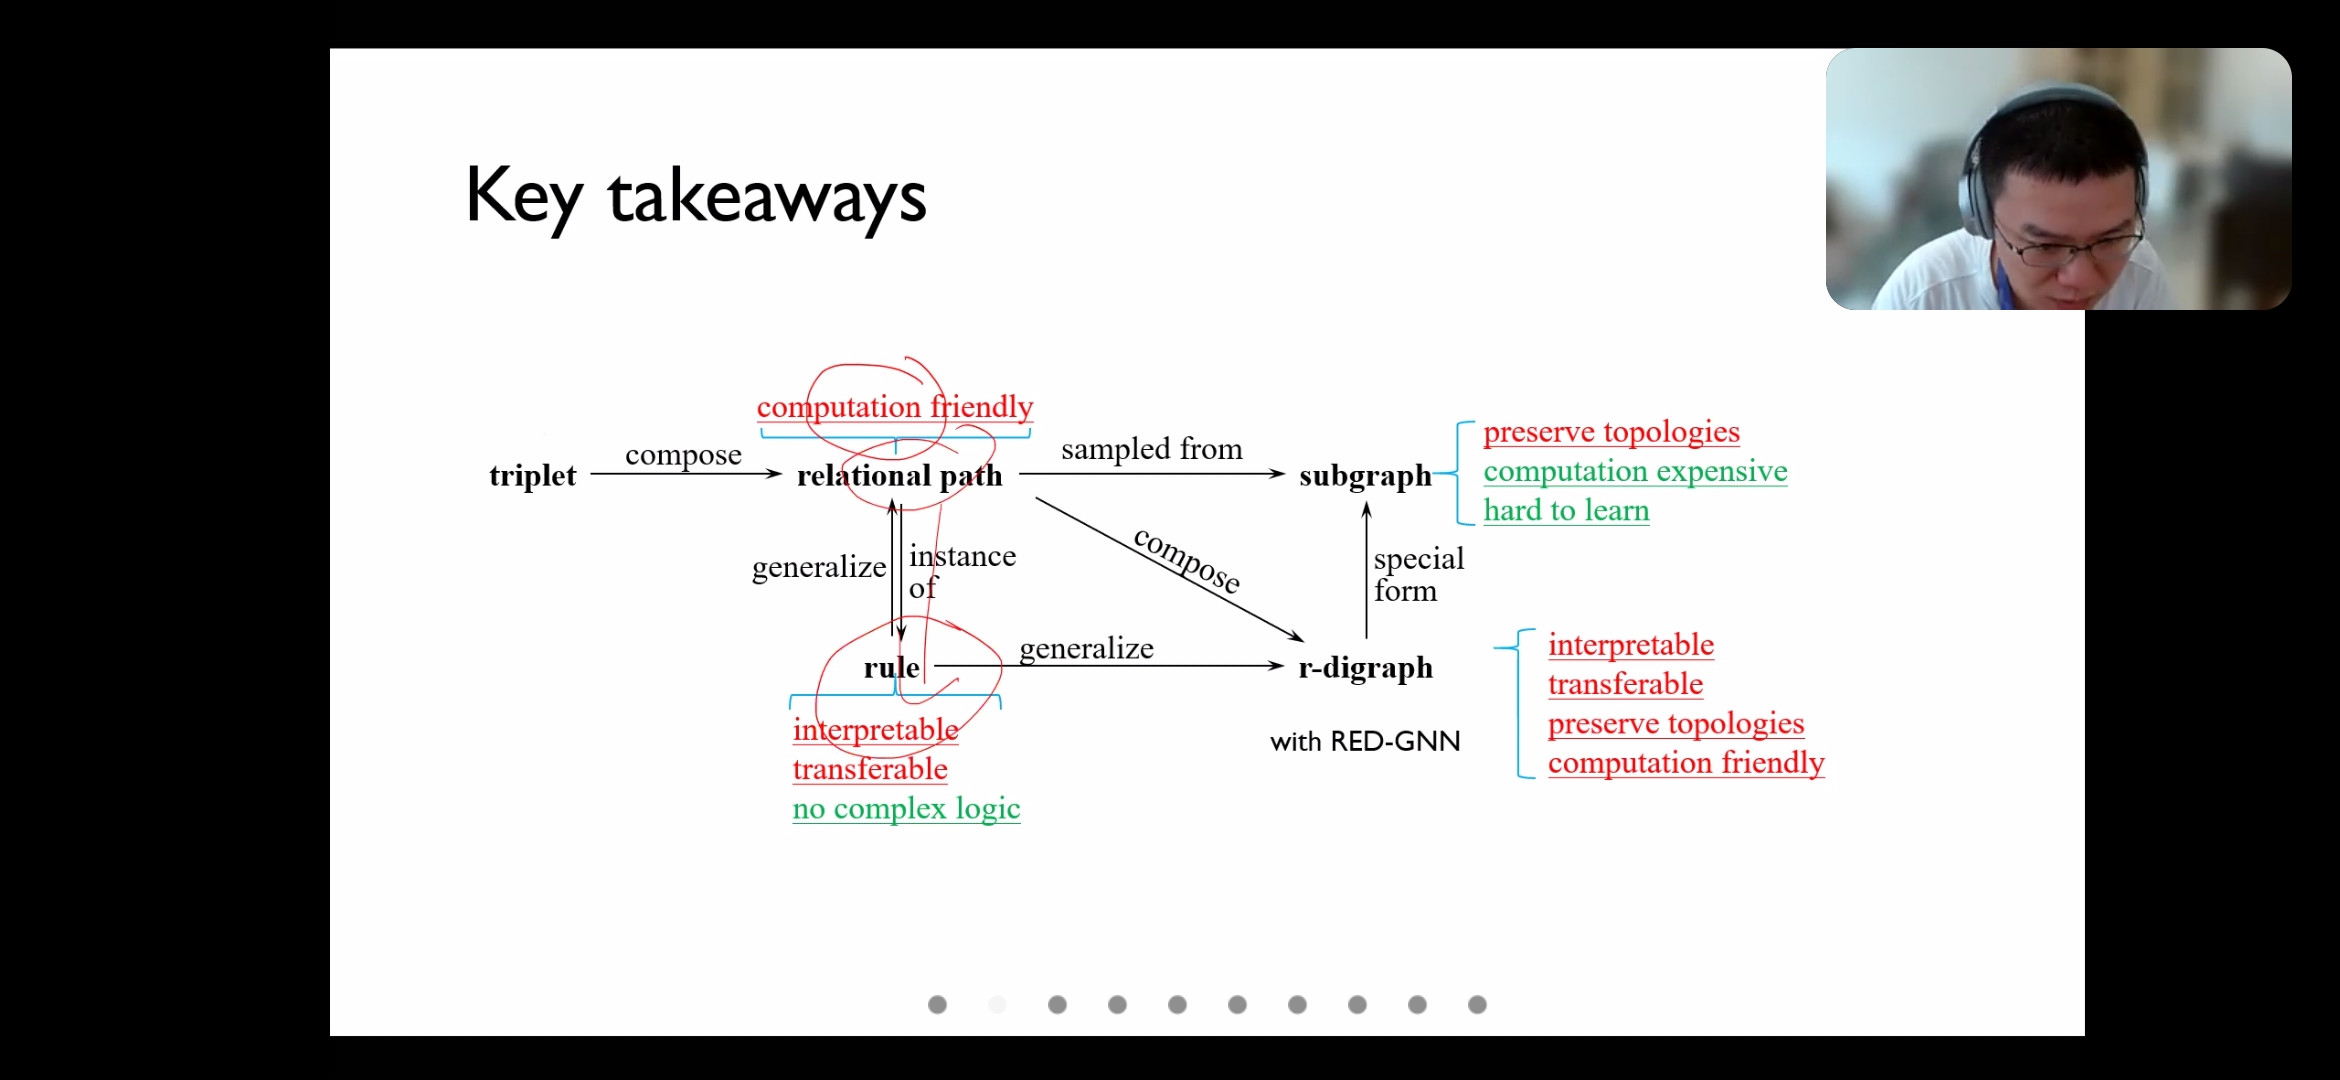 Key takeaways
computation friendly
triplet
compose
relational path
sampled from
subgraph
preserve topologies
computation expensive
hard to learn
generalize
instance
of
compose
special
form
rule
generalize
r-digraph
interpretable
transferable
no complex logic
with RED-GNN
interpretable
transferable
preserve topologies
computation friendly